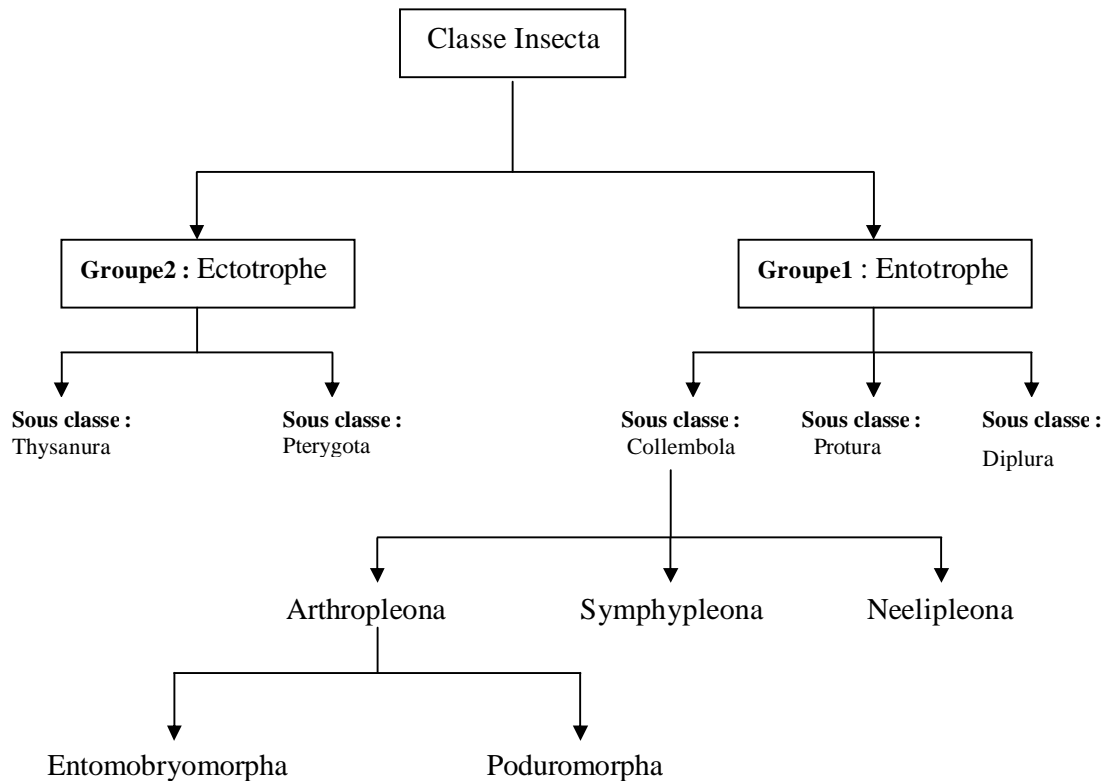 Classe Insecta
Groupe2 : Ectotrophe
Groupe1 : Entotrophe
Sous classe :
Thysanura
Sous classe :
Pterygota
Sous classe :
Collembola
Sous classe :
Protura
Sous classe :
Diplura
Arthropleona
Symphypleona
Neelipleona
Entomobryomorpha
Poduromorpha